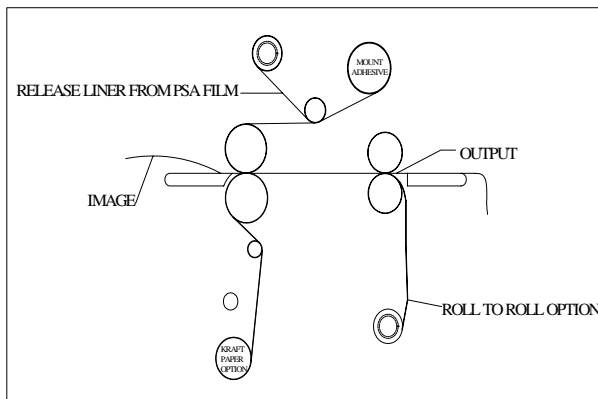 MOUNT
ADHESIVE
RELEASE LINER FROM PSA FILM
OUTPUT
IMAGE
ROLL TO ROLL OPTION
KRAFT
PAPER
OPTION